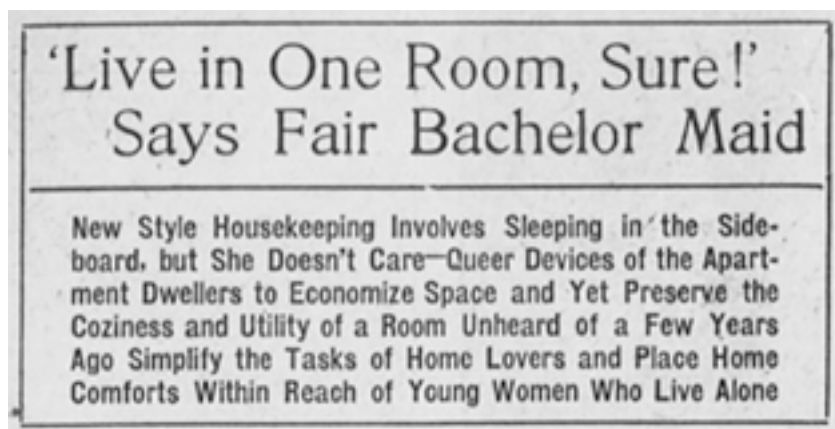 'Live in One Room, Sure!'
Says Fair Bachelor Maid
New Style Housekeeping Involves Sleeping in the Side-
board, but She Doesn't Care—Queer Devices of the Apart-
ment Dwellers to Economize Space and Yet Preserve the
Coziness and Utility of a Room Unheard of a Few Years
Ago Simplify the Tasks of Home Lovers and Place Home
Comforts Within Reach of Young Women Who Live Alone